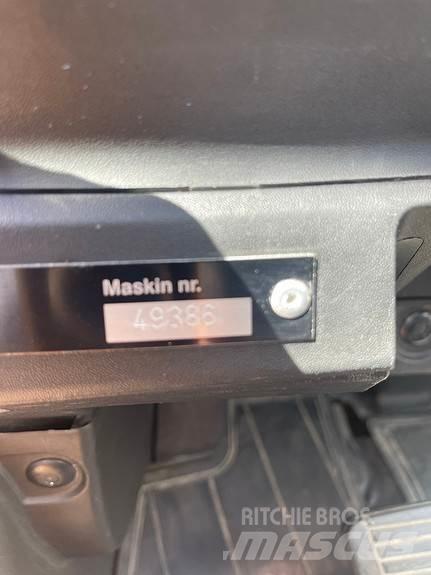 Maskin nr.
49386
RITCHIE BROS
MASCUS